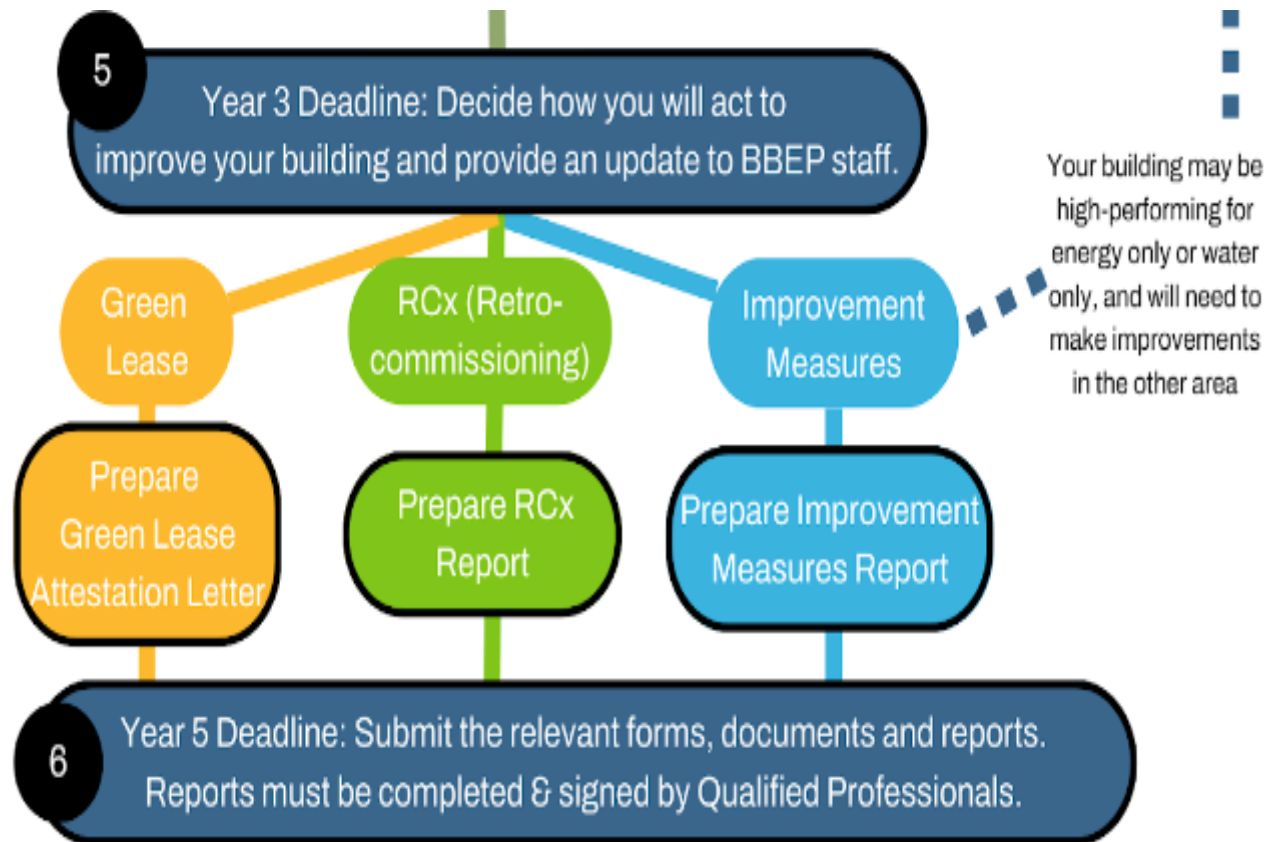 5
Year 3 Deadline: Decide how you will act to
improve your building and provide an update to BBEP staff.
Your building may be
high-performing for
energy only or water
only, and will need to
make improvements
in the other area
Green
Lease
RCx (Retro-
commissioning)
Improvement
Measures
Prepare
Green Lease
Attestation Letter
Prepare RCx
Report
Prepare Improvement
Measures Report
6
Year 5 Deadline: Submit the relevant forms, documents and reports.
Reports must be completed & signed by Qualified Professionals.